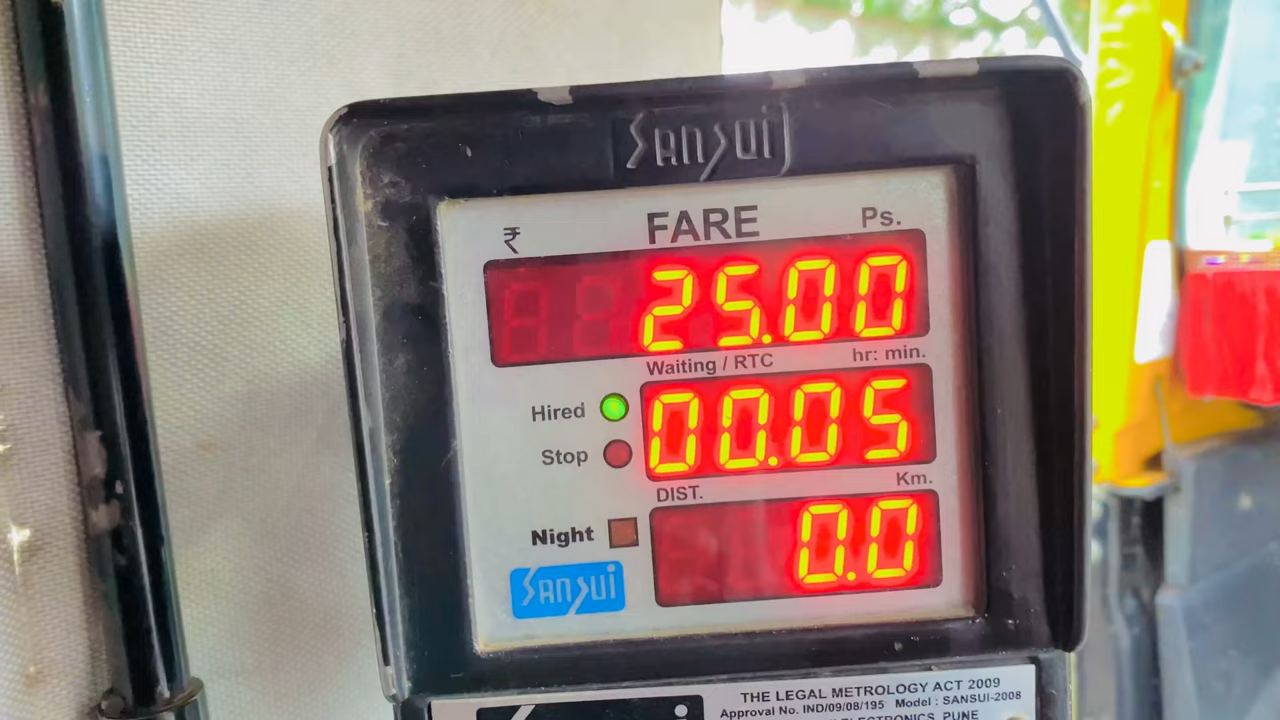 Sansui
₹ FARE Ps.
25.00
Waiting / RTC hr: min.
Hired 00.05
Stop
DIST. Km.
Night 0.0
Sansui
THE LEGAL METROLOGY ACT 2009
Approval No. IND/09/08/195 Model : SANSUI-2008
ELECTRONICS, PUNE